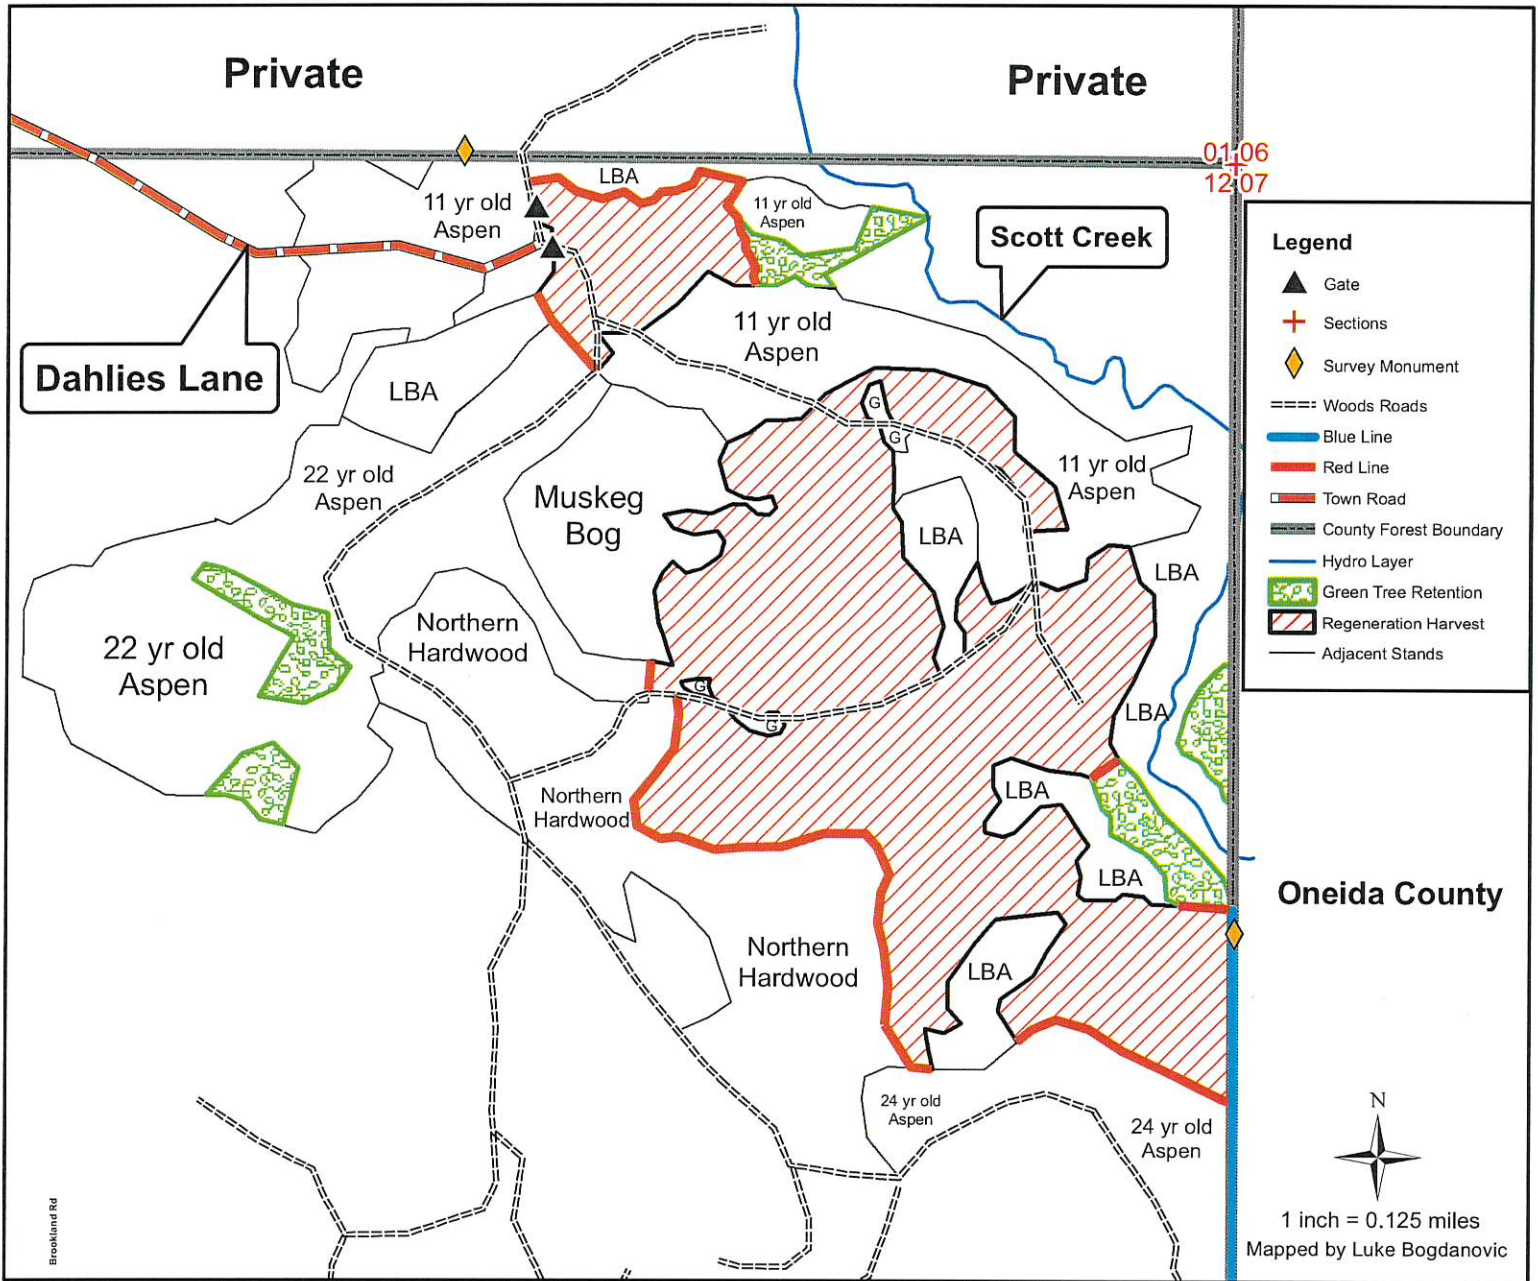 Private
Private
01 06
12 07
LBA
11 yr old
Aspen
11 yr old
Aspen
Scott Creek
Dahlies Lane
11 yr old
Aspen
LBA
G
G
22 yr old
Aspen
Muskeg
Bog
11 yr old
Aspen
LBA
LBA
Northern
Hardwood
22 yr old
Aspen
G
G
LBA
LBA
Northern
Hardwood
LBA
Northern
Hardwood
LBA
24 yr old
Aspen
24 yr old
Aspen
Brookland Rd
Legend
Gate
Sections
Survey Monument
Woods Roads
Blue Line
Red Line
Town Road
County Forest Boundary
Hydro Layer
Green Tree Retention
Regeneration Harvest
Adjacent Stands
Oneida County
N
1 inch = 0.125 miles
Mapped by Luke Bogdanovic